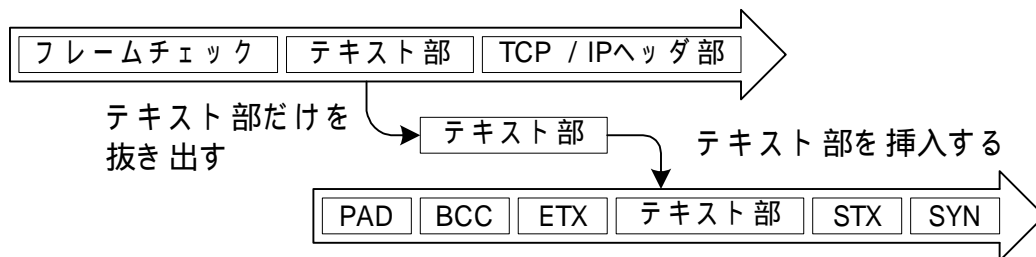 フレームチェック テキスト部 TCP / IPヘッダ部
テキスト部だけを
抜き出す
テキスト部
テキスト部を挿入する
PAD BCC ETX テキスト部 STX SYN